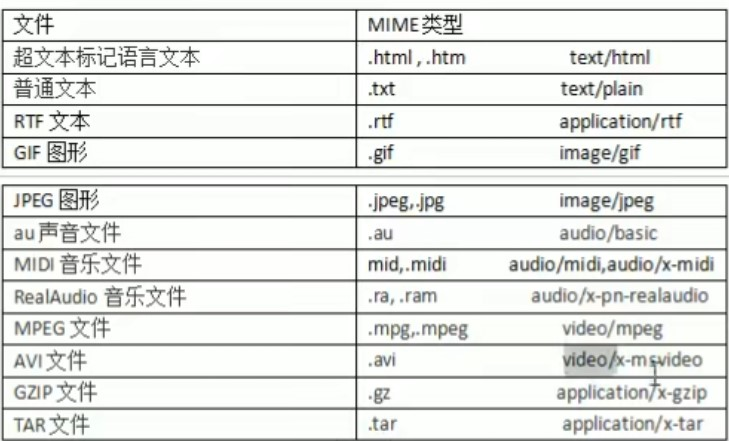 文件 MIME类型
超文本标记语言文本 .html , .htm text/html
普通文本 .txt text/plain
RTF 文本 .rtf application/rtf
GIF 图形 .gif image/gif
JPEG 图形 .jpeg,.jpg image/jpeg
au 声音文件 .au audio/basic
MIDI 音乐文件 mid,.midi audio/midi,audio/x-midi
RealAudio 音乐文件 .ra, .ram audio/x-pn-realaudio
MPEG 文件 .mpg,.mpeg video/mpeg
AVI 文件 .avi video/x-msvideo
GZIP 文件 .gz application/x-gzip
TAR 文件 .tar application/x-tar